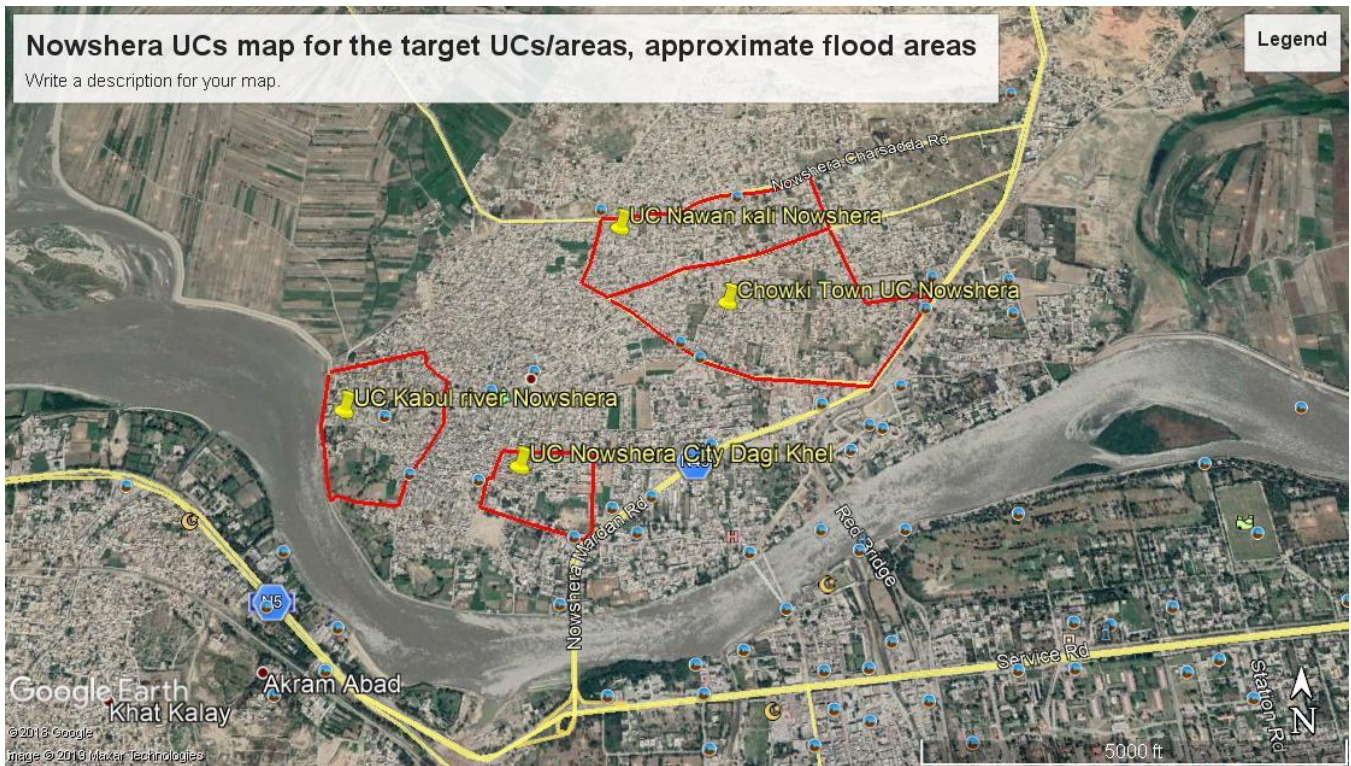 Nowshera UCs map for the target UCs/areas, approximate flood areas
Write a description for your map.
Legend
Nowshera Charsadda Rd
UC Nawan kali Nowshera
Chowki Town UC Nowshera
UC Kabul river Nowshera
UC Nowshera City Dagi Khel
Nowshera Mardan Rd
Red Bridge
N5
Service Rd
Station Rd
Akram Abad
Google Earth
Khat Kalay
N
© 2018 Google
Image © 2019 Maxar Technologies
5000 ft
H